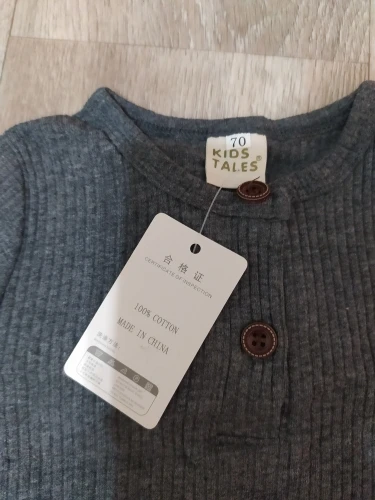 70
KIDS
TALES®
合格证
CERTIFICATE OF INSPECTION
100% COTTON
MADE IN CHINA